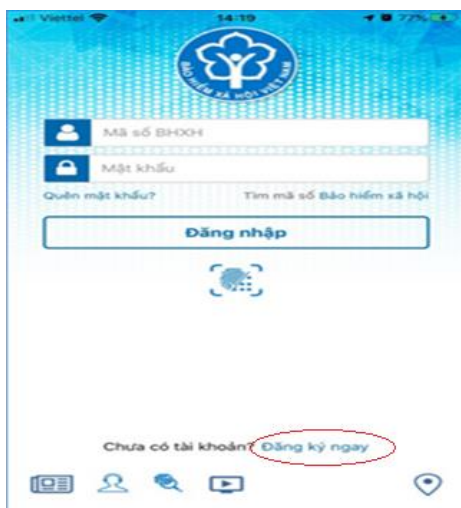 Viettel 14:19 77%
BẢO HIỂM XÃ HỘI VIỆT NAM
Mã số BHXH
Mật khẩu
Quên mật khẩu? Tìm mã số Bảo hiểm xã hội
Đăng nhập
Chưa có tài khoản? Đăng ký ngay